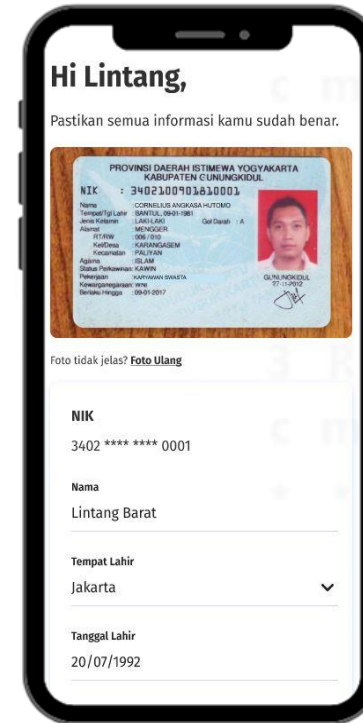 Hi Lintang,
Pastikan semua informasi kamu sudah benar.
PROVINSI DAERAH ISTIMEWA YOGYAKARTA
KABUPATEN GUNUNGKIDUL
NIK : 3402100901810001
Nama : CORNELIUS ANGKASA HUTOMO
Tempat/Tgl Lahir : BANTUL, 09-01-1981
Jenis Kelamin : LAKI-LAKI Gol Darah : A
Alamat : MENGGER
RT/RW : 006 / 010
Kel/Desa : KARANGASEM
Kecamatan : PALIYAN
Agama : ISLAM
Status Perkawinan: KAWIN
Pekerjaan : KARYAWAN SWASTA
Kewarganegaraan: WNI
Berlaku Hingga : 09-01-2017
GUNUNGKIDUL
27-11-2012
Foto tidak jelas? Foto Ulang
NIK
3402 **** **** 0001
Nama
Lintang Barat
Tempat Lahir
Jakarta
Tanggal Lahir
20/07/1992